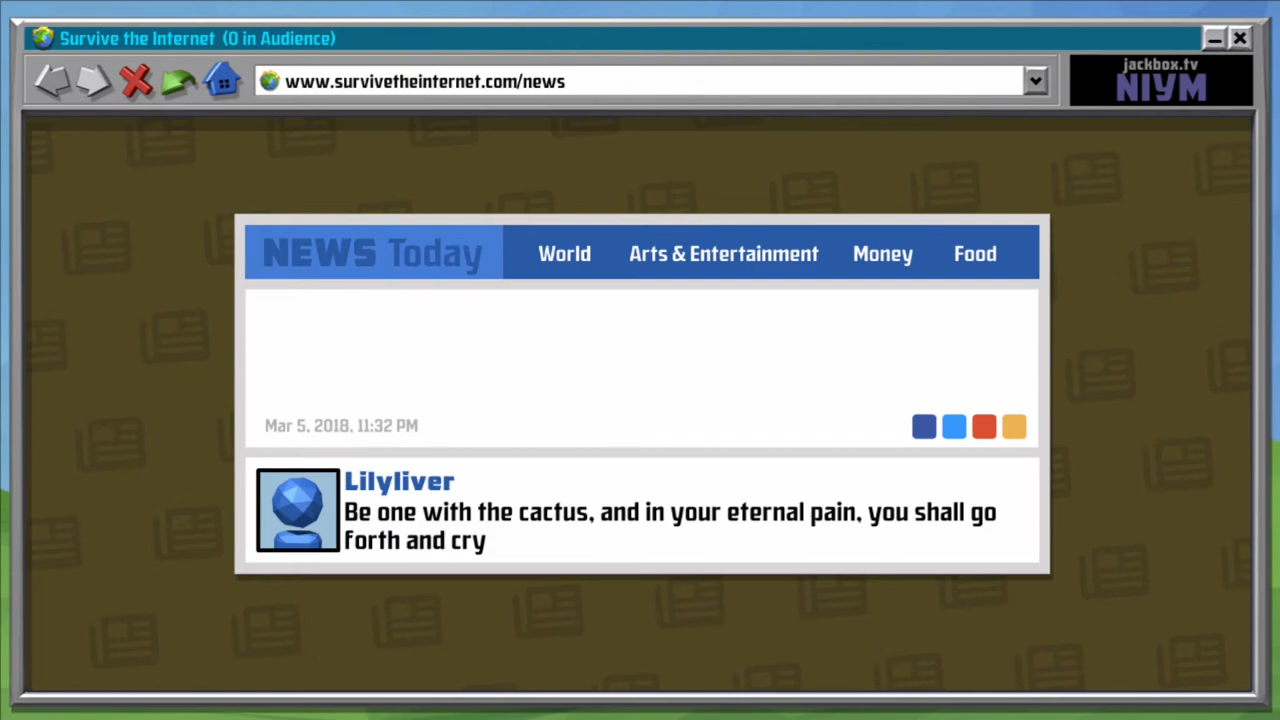 Survive the Internet (0 in Audience)
www.survivetheinternet.com/news
jackbox.tv
NIYM
NEWS Today World Arts & Entertainment Money Food
Mar 5, 2018, 11:32 PM
Lilyliver
Be one with the cactus, and in your eternal pain, you shall go
forth and cry